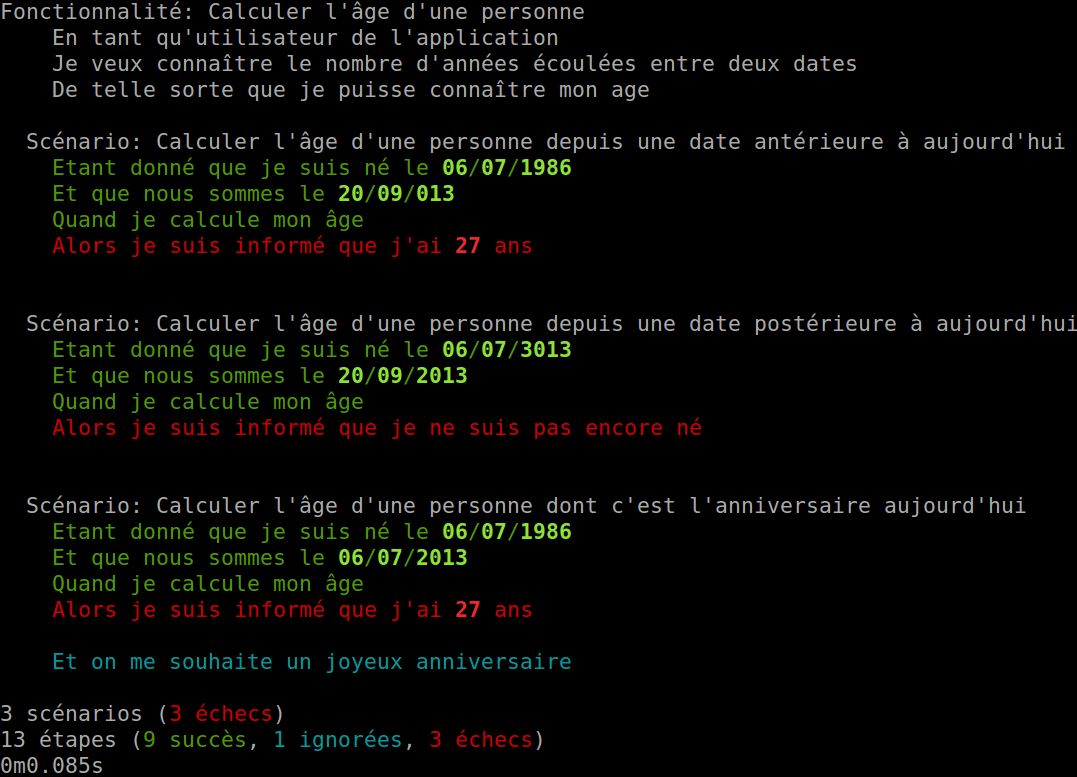 Fonctionnalité: Calculer l'âge d'une personne
En tant qu'utilisateur de l'application
Je veux connaître le nombre d'années écoulées entre deux dates
De telle sorte que je puisse connaître mon age
Scénario: Calculer l'âge d'une personne depuis une date antérieure à aujourd'hui
Etant donné que je suis né le 06/07/1986
Et que nous sommes le 20/09/013
Quand je calcule mon âge
Alors je suis informé que j'ai 27 ans
Scénario: Calculer l'âge d'une personne depuis une date postérieure à aujourd'hui
Etant donné que je suis né le 06/07/3013
Et que nous sommes le 20/09/2013
Quand je calcule mon âge
Alors je suis informé que je ne suis pas encore né
Scénario: Calculer l'âge d'une personne dont c'est l'anniversaire aujourd'hui
Etant donné que je suis né le 06/07/1986
Et que nous sommes le 06/07/2013
Quand je calcule mon âge
Alors je suis informé que j'ai 27 ans
Et on me souhaite un joyeux anniversaire
3 scénarios (3 échecs)
13 étapes (9 succès, 1 ignorées, 3 échecs)
0m0.085s